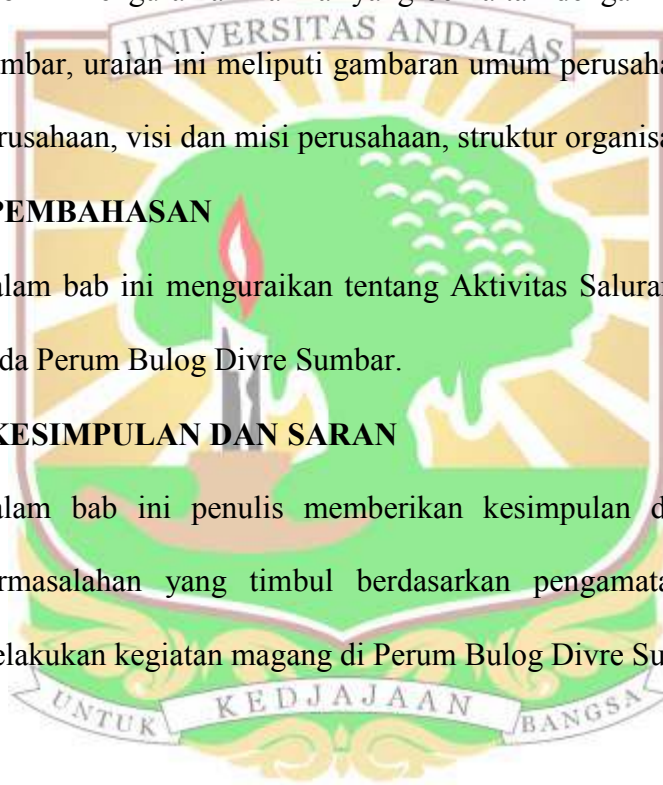 UNIVERSITAS ANDALAS
mbar, uraian ini meliputi gambaran umum perusaha
rusahaan, visi dan misi perusahaan, struktur organisa
PEMBAHASAN
alam bab ini menguraikan tentang Aktivitas Saluran
da Perum Bulog Divre Sumbar.
KESIMPULAN DAN SARAN
alam bab ini penulis memberikan kesimpulan d
rmasalahan yang timbul berdasarkan pengamata
elakukan kegiatan magang di Perum Bulog Divre Su
UNTUK KEDJAJAAN BANGSA